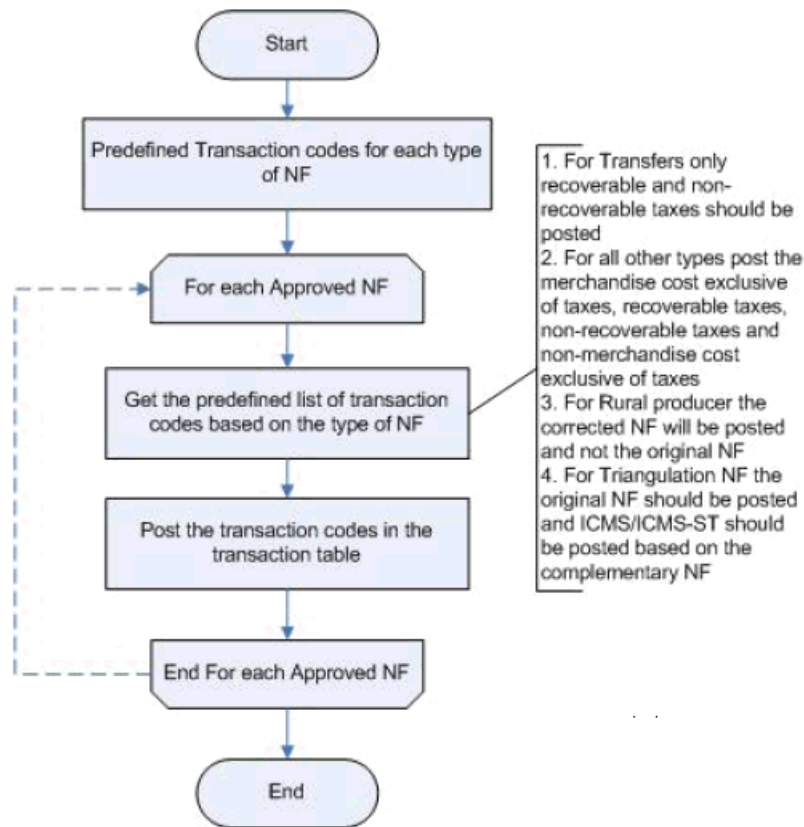 Start
Predefined Transaction codes for each type
of NF
For each Approved NF
Get the predefined list of transaction
codes based on the type of NF
1. For Transfers only
recoverable and non-
recoverable taxes should be
posted
2. For all other types post the
merchandise cost exclusive
of taxes, recoverable taxes,
non-recoverable taxes and
non-merchandise cost
exclusive of taxes
3. For Rural producer the
corrected NF will be posted
and not the original NF
4. For Triangulation NF the
original NF should be posted
and ICMS/ICMS-ST should
be posted based on the
complementary NF
Post the transaction codes in the
transaction table
End For each Approved NF
End